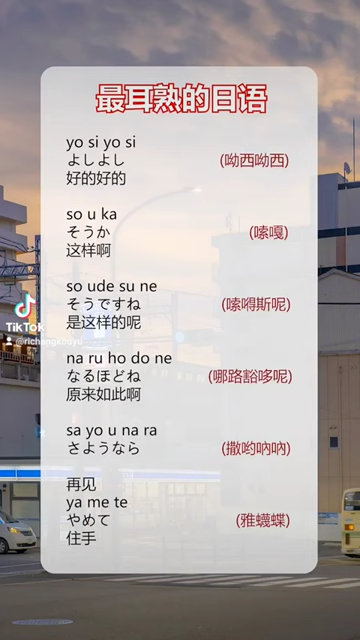 最耳熟的日语
yo si yo si
よしよし (呦西呦西)
好的好的
so u ka
そうか (嗦嘎)
这样啊
so ude su ne
そうですね (嗦嘚斯呢)
是这样的呢
na ru ho do ne
なるほどね (哪路豁哆呢)
原来如此啊
sa yo u na ra
さようなら (撒哟吶吶)
再见
ya me te
やめて (雅蠛蝶)
住手
TikTok